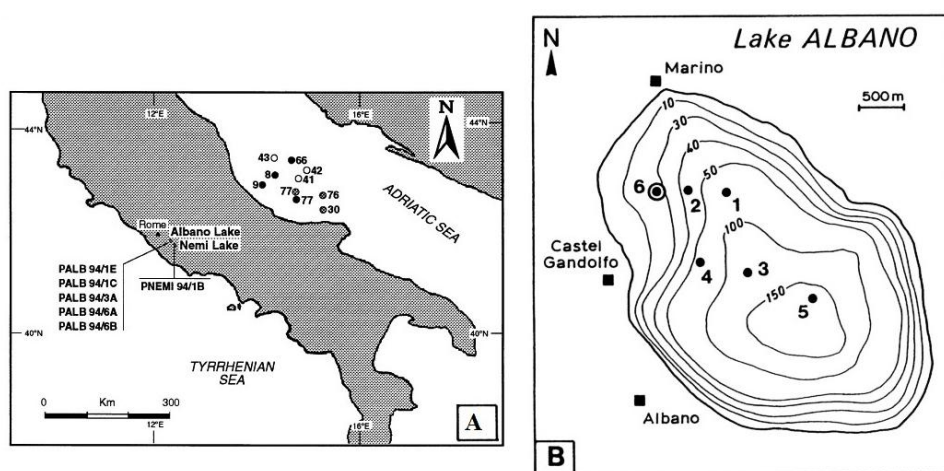 12°E
16°E
N
44°N
44°N
43
66
8
42
9
41
77
76
77
30
ADRIATIC SEA
Rome
Albano Lake
Nemi Lake
PALB 94/1E
PALB 94/1C
PALB 94/3A
PALB 94/6A
PALB 94/6B
PNEMI 94/1B
40°N
40°N
TYRRHENIAN
SEA
0 Km 300
12°E
16°E
A
N
Lake ALBANO
Marino
500m
10
30
40
50
100
150
6
2
1
4
3
5
Castel
Gandolfo
Albano
B